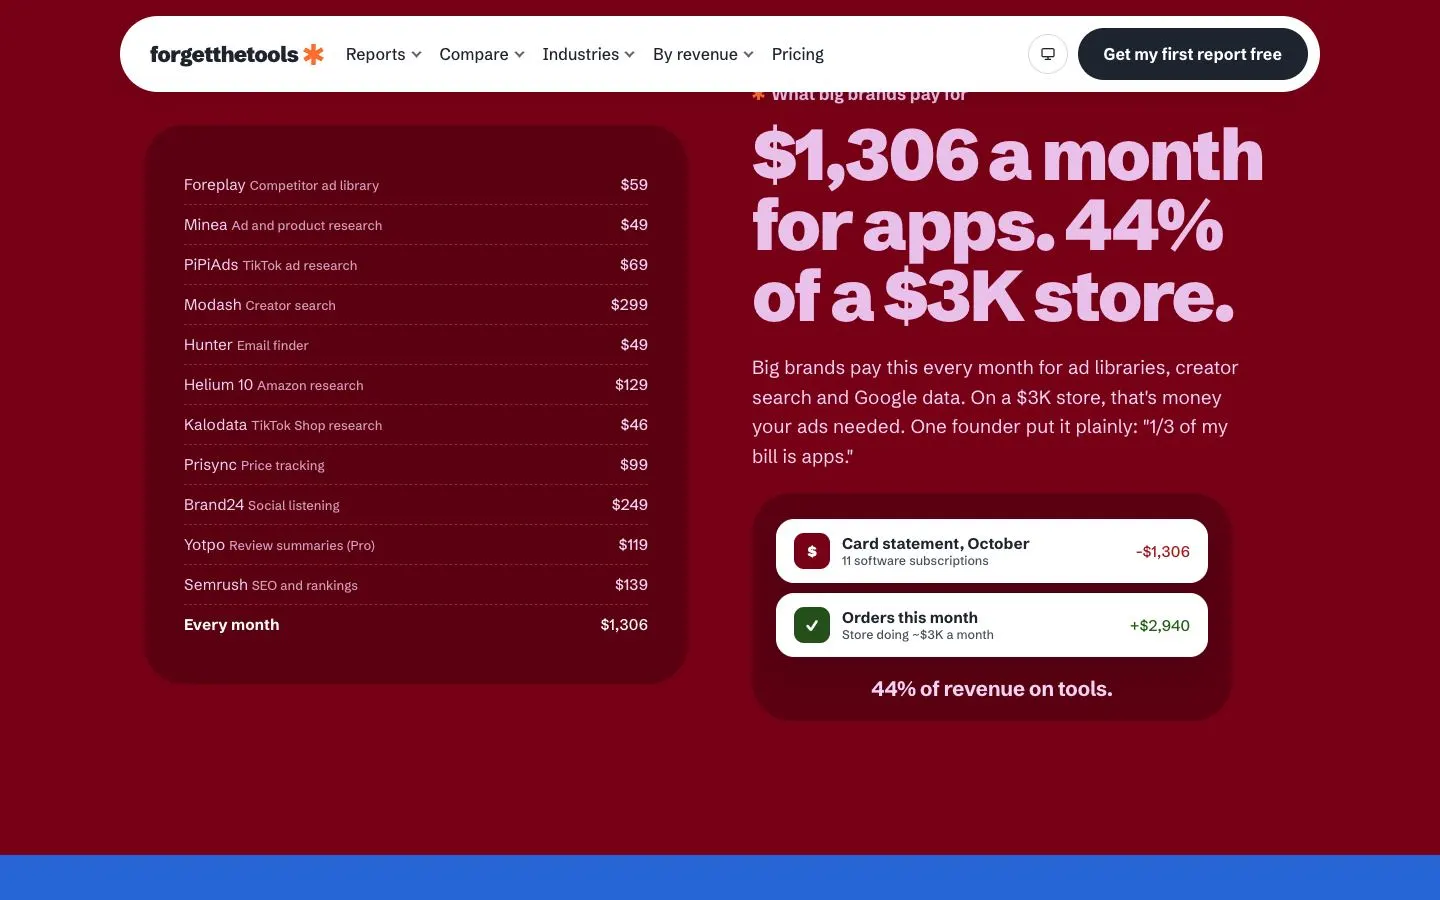 forgetthetools
Reports
Compare
Industries
By revenue
Pricing
Get my first report free
Foreplay Competitor ad library $59
Minea Ad and product research $49
PiPiAds TikTok ad research $69
Modash Creator search $299
Hunter Email finder $49
Helium 10 Amazon research $129
Kalodata TikTok Shop research $46
Prisync Price tracking $99
Brand24 Social listening $249
Yotpo Review summaries (Pro) $119
Semrush SEO and rankings $139
Every month $1,306
What big brands pay for
$1,306 a month
for apps. 44%
of a $3K store.
Big brands pay this every month for ad libraries, creator
search and Google data. On a $3K store, that's money
your ads needed. One founder put it plainly: "1/3 of my
bill is apps."
$
Card statement, October
11 software subscriptions
-$1,306
Orders this month
Store doing ~$3K a month
+$2,940
44% of revenue on tools.